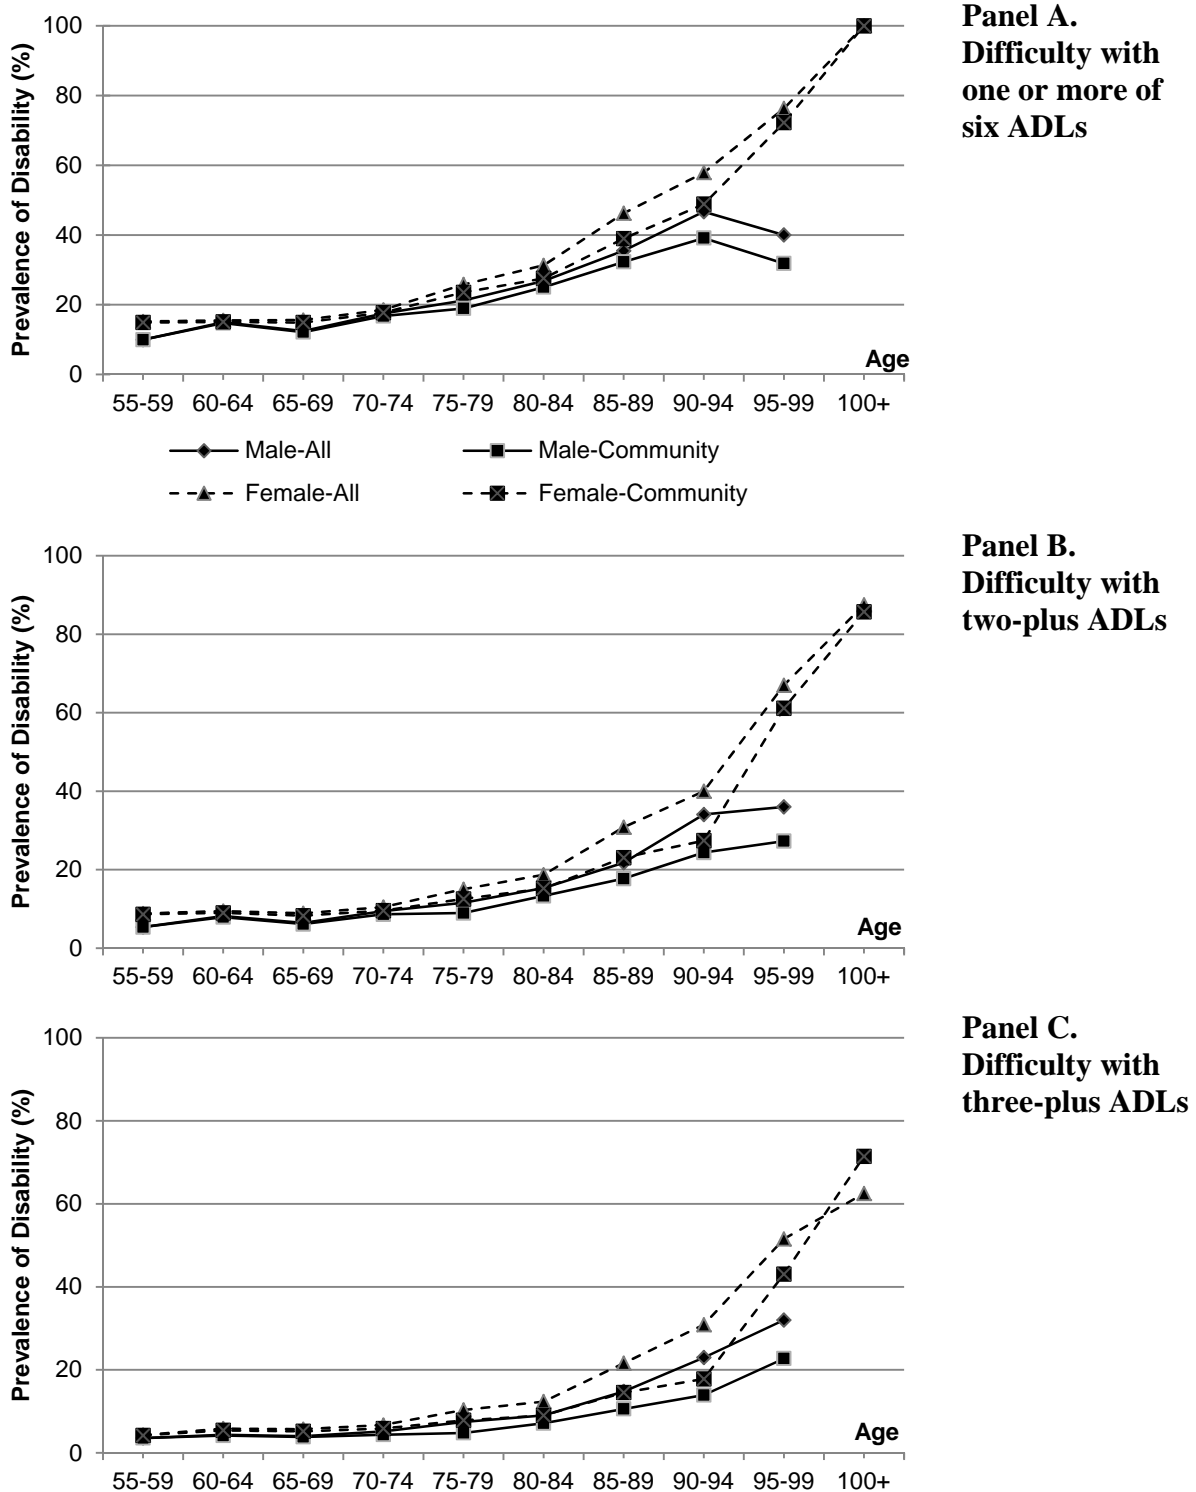 Panel A.
Difficulty with
one or more of
six ADLs
Prevalence of Disability (%)
100
80
60
40
20
0
Age
55-59 60-64 65-69 70-74 75-79 80-84 85-89 90-94 95-99 100+
Male-All Male-Community
Female-All Female-Community
Panel B.
Difficulty with
two-plus ADLs
Prevalence of Disability (%)
100
80
60
40
20
0
Age
55-59 60-64 65-69 70-74 75-79 80-84 85-89 90-94 95-99 100+
Panel C.
Difficulty with
three-plus ADLs
Prevalence of Disability (%)
100
80
60
40
20
0
Age
55-59 60-64 65-69 70-74 75-79 80-84 85-89 90-94 95-99 100+